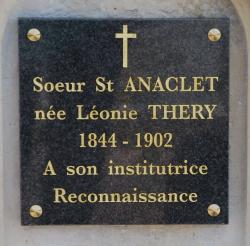 Soeur St ANACLET
née Léonie THERY
1844 - 1902
A son institutrice
Reconnaissance